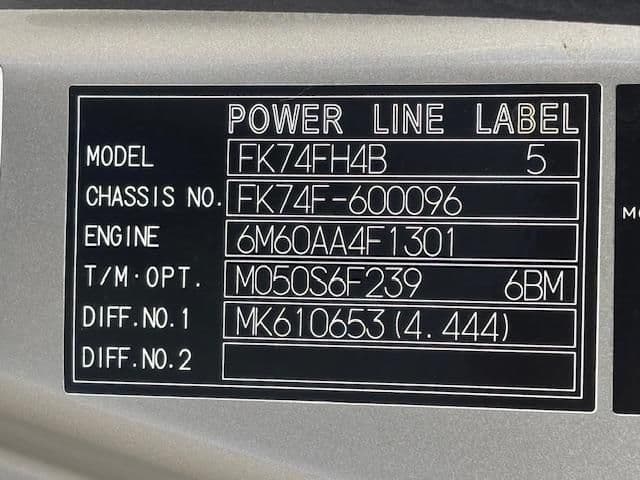 POWER LINE LABEL
MODEL FK74FH4B 5
CHASSIS NO. FK74F-600096
ENGINE 6M60AA4F1301
T/M·OPT. M050S6F239 6BM
DIFF.NO.1 MK610653(4.444)
DIFF.NO.2